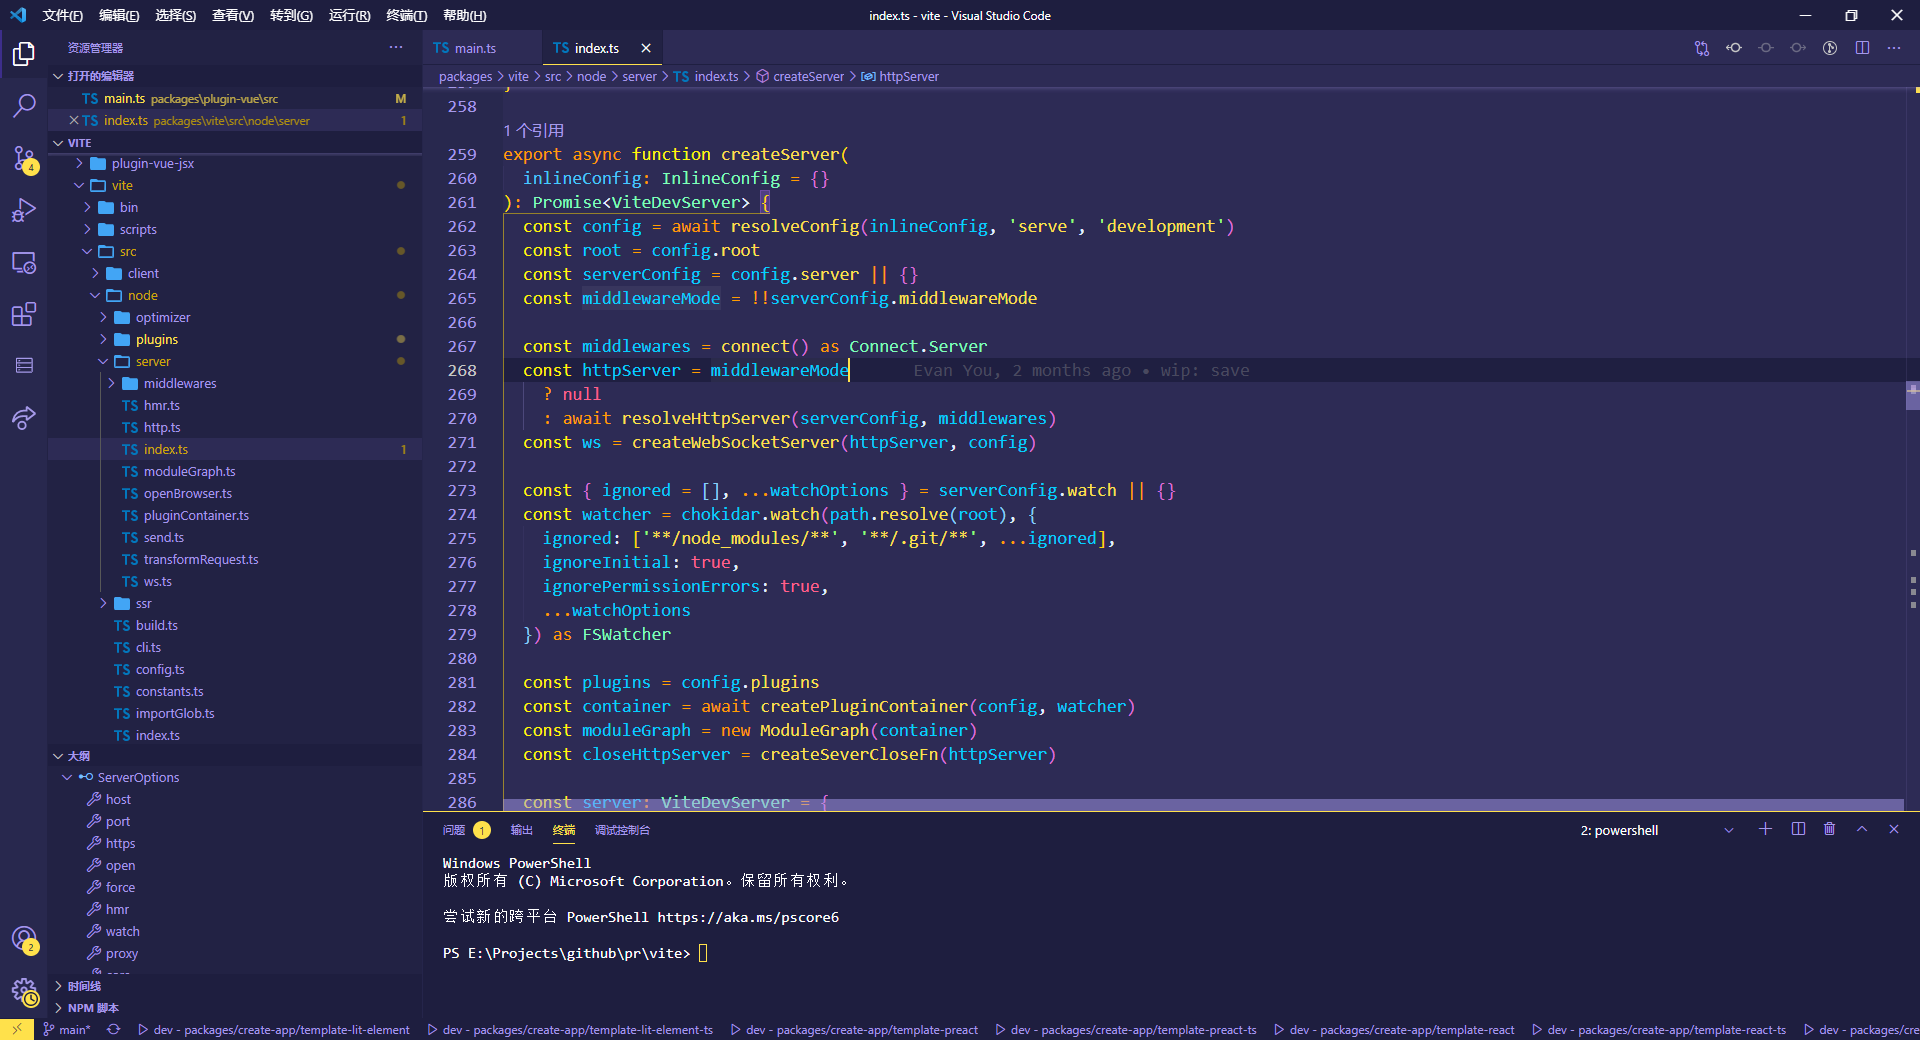 文件(F) 编辑(E) 选择(S) 查看(V) 转到(G) 运行(R) 终端(T) 帮助(H)
index.ts - vite - Visual Studio Code
资源管理器
打开的编辑器
TS main.ts packages\plugin-vue\src M
TS index.ts packages\vite\src\node\server 1
VITE
plugin-vue-jsx
vite
bin
scripts
src
client
node
optimizer
plugins
server
middlewares
TS hmr.ts
TS http.ts
TS index.ts 1
TS moduleGraph.ts
TS openBrowser.ts
TS pluginContainer.ts
TS send.ts
TS transformRequest.ts
TS ws.ts
ssr
TS build.ts
TS cli.ts
TS config.ts
TS constants.ts
TS importGlob.ts
TS index.ts
大纲
ServerOptions
host
port
https
open
force
hmr
watch
proxy
时间线
NPM 脚本
4
2
TS main.ts
TS index.ts
packages > vite > src > node > server > TS index.ts > createServer > httpServer
258
1 个引用
259 export async function createServer(
260 inlineConfig: InlineConfig = {}
261 ): Promise<ViteDevServer> {
262 const config = await resolveConfig(inlineConfig, 'serve', 'development')
263 const root = config.root
264 const serverConfig = config.server || {}
265 const middlewareMode = !!serverConfig.middlewareMode
266
267 const middlewares = connect() as Connect.Server
268 const httpServer = middlewareMode Evan You, 2 months ago • wip: save
269 ? null
270 : await resolveHttpServer(serverConfig, middlewares)
271 const ws = createWebSocketServer(httpServer, config)
272
273 const { ignored = [], ...watchOptions } = serverConfig.watch || {}
274 const watcher = chokidar.watch(path.resolve(root), {
275 ignored: ['**/node_modules/**', '**/.git/**', ...ignored],
276 ignoreInitial: true,
277 ignorePermissionErrors: true,
278 ...watchOptions
279 }) as FSWatcher
280
281 const plugins = config.plugins
282 const container = await createPluginContainer(config, watcher)
283 const moduleGraph = new ModuleGraph(container)
284 const closeHttpServer = createSeverCloseFn(httpServer)
285
286 const server: ViteDevServer = {
问题 1 输出 终端 调试控制台
2: powershell
Windows PowerShell
版权所有 (C) Microsoft Corporation。保留所有权利。
尝试新的跨平台 PowerShell https://aka.ms/pscore6
PS E:\Projects\github\pr\vite>
main* dev - packages/create-app/template-lit-element dev - packages/create-app/template-lit-element-ts dev - packages/create-app/template-preact dev - packages/create-app/template-preact-ts dev - packages/create-app/template-react dev - packages/create-app/template-react-ts dev - packages/cre